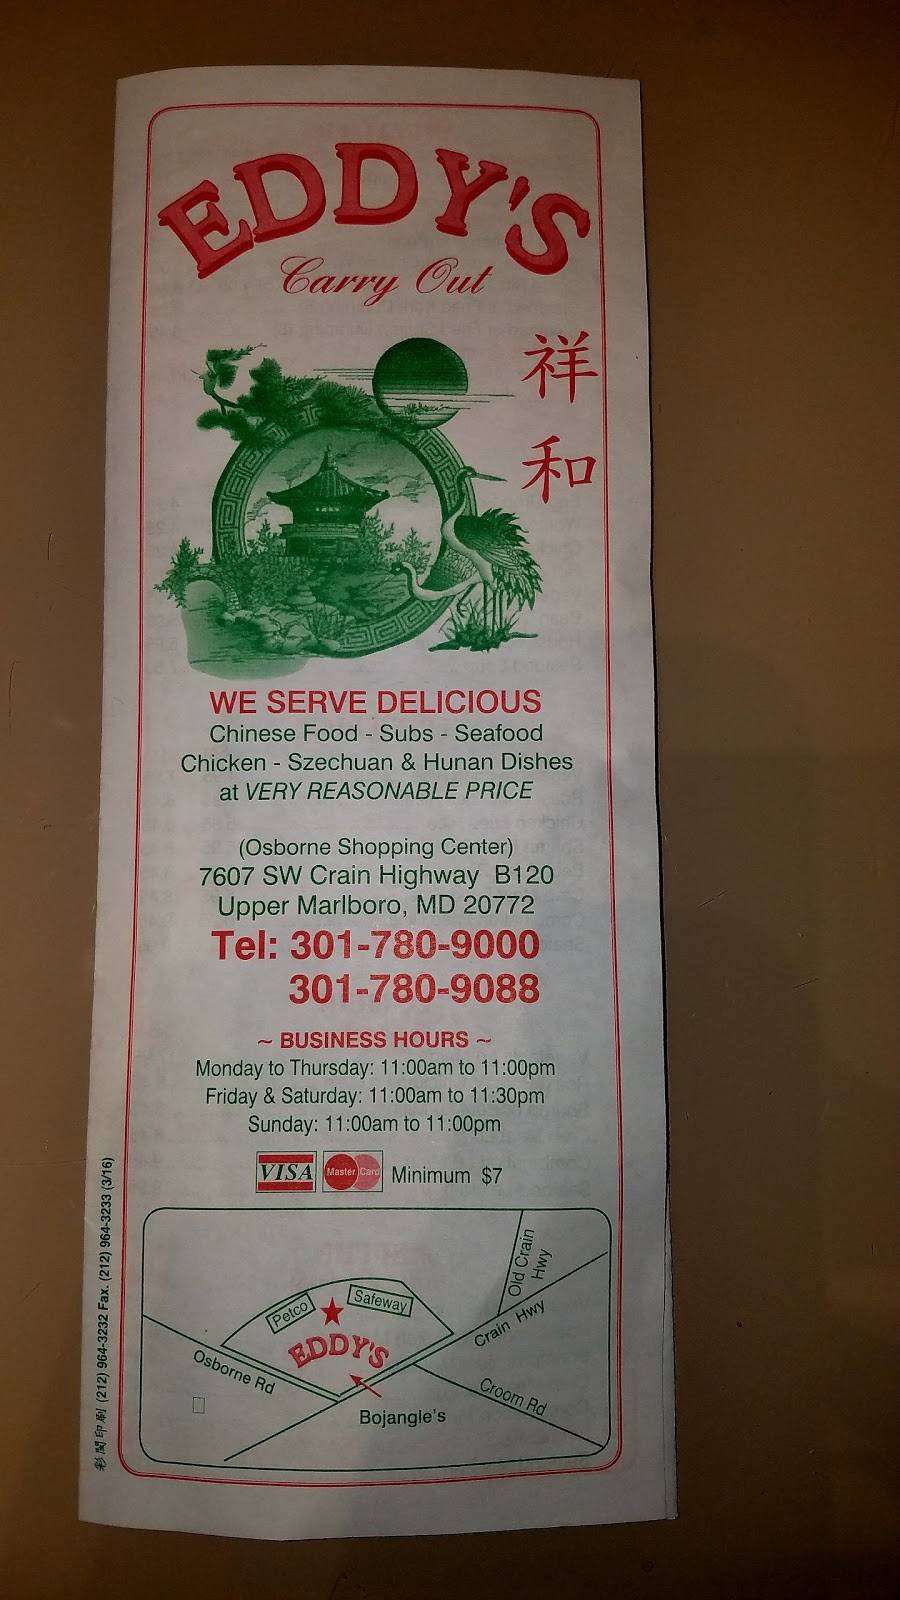 EDDY'S
Carry Out
祥
和
WE SERVE DELICIOUS
Chinese Food - Subs - Seafood
Chicken - Szechuan & Hunan Dishes
at VERY REASONABLE PRICE
(Osborne Shopping Center)
7607 SW Crain Highway B120
Upper Marlboro, MD 20772
Tel: 301-780-9000
301-780-9088
~ BUSINESS HOURS ~
Monday to Thursday: 11:00am to 11:00pm
Friday & Saturday: 11:00am to 11:30pm
Sunday: 11:00am to 11:00pm
VISA MasterCard Minimum $7
Old Crain
Hwy
Petco
Safeway
EDDY'S
Crain Hwy
Osborne Rd
Croom Rd
Bojangle's
印刷 (212) 964-3232 Fax. (212) 964-3233 (3/16)